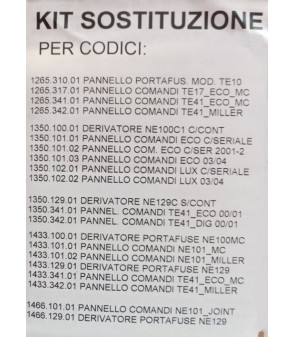 KIT SOSTITUZIONE
PER CODICI:
1265.310.01 PANNELLO PORTAFUS. MOD. TE10
1265.317.01 PANNELLO COMANDI TE17_ECO_MC
1265.341.01 PANNELLO COMANDI TE41_ECO_MC
1265.342.01 PANNELLO COMANDI TE41_MILLER
1350.100.01 DERIVATORE NE100C1 C/CONT
1350.101.01 PANNELLO COMANDI ECO C/SERIALE
1350.101.02 PANNELLO COM. ECO C/SER 2001-2
1350.101.03 PANNELLO COMANDI ECO 03/04
1350.102.01 PANNELLO COMANDI LUX C/SERIALE
1350.102.02 PANNELLO COMANDI LUX 03/04
1350.129.01 DERIVATORE NE129C S/CONT
1350.341.01 PANNEL. COMANDI TE41_ECO 00/01
1350.342.01 PANNEL. COMANDI TE41_DIG 00/01
1433.100.01 DERIVATORE PORTAFUSE NE100MC
1433.101.01 PANNELLO COMANDI NE101_MC
1433.101.02 PANNELLO COMANDI NE101_MILLER
1433.129.01 DERIVATORE PORTAFUSE NE129
1433.341.01 PANNELLO COMANDI TE41_ECO_MC
1433.342.01 PANNELLO COMANDI TE41_MILLER
1466.101.01 PANNELLO COMANDI NE101_JOINT
1466.129.01 DERIVATORE PORTAFUSE NE129